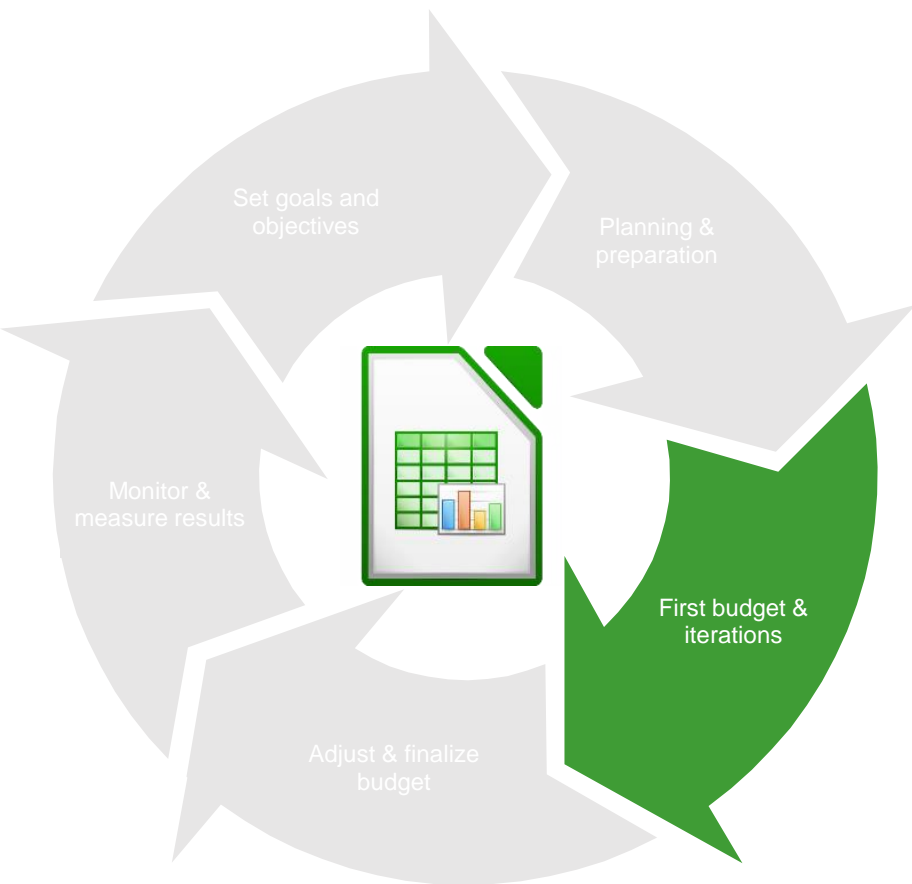 Set goals and
objectives
Planning &
preparation
First budget &
iterations
Adjust & finalize
budget
Monitor &
measure results